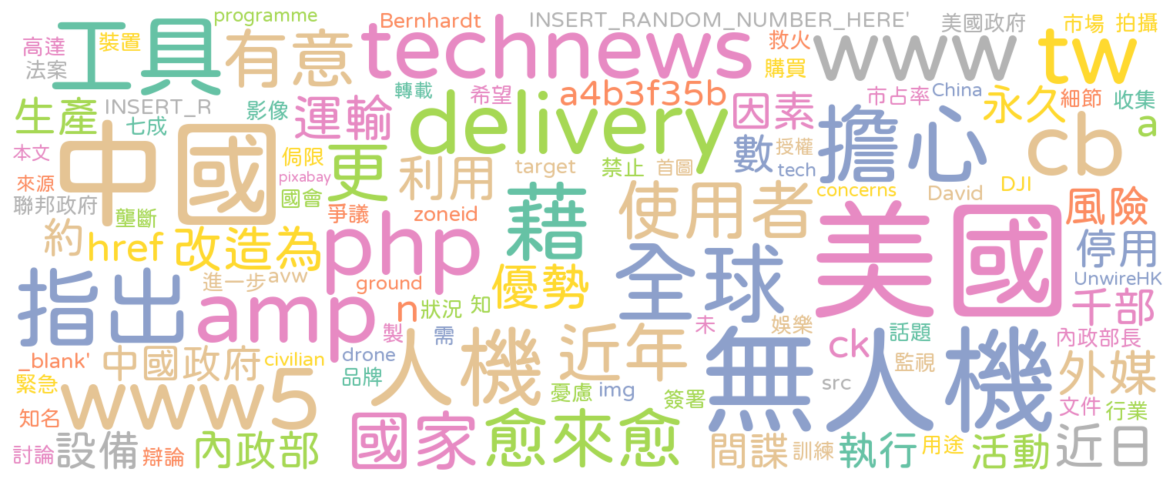 programme Bernhardt INSERT_RANDOM_NUMBER_HERE' 美國政府 市場 拍攝
高達 裝置 工具 有意 technews 救火 www tw
法案 購買
生產 INSERT_R 影像 運輸 轉載 delivery 希望 a4b3f35b 因素 市占率 China 永久 細節 收集
七成 中國 擔心 cb a
本文 侷限 更 利用 target 首圖 禁止 數 授權 tech
來源 pixabay 國會 藉 使用者 concerns David DJI 風險
聯邦政府 壟斷 爭議 zoneid 美國
約 href 改造為 php 全球 停用
指出 進一步 avw ground 優勢 UnwireHK
amp n 狀況 知 千部
製 需 人機 近年 未 娛樂 無人機 ck 話題 內政部長
_blank' 中國政府 civilian drone 監視 外媒
緊急 www5 品牌 憂慮 img 簽署 src 文件 行業
知名 國家 愈來愈
討論 設備 辯論 內政部 間諜 訓練 執行 用途 活動 近日